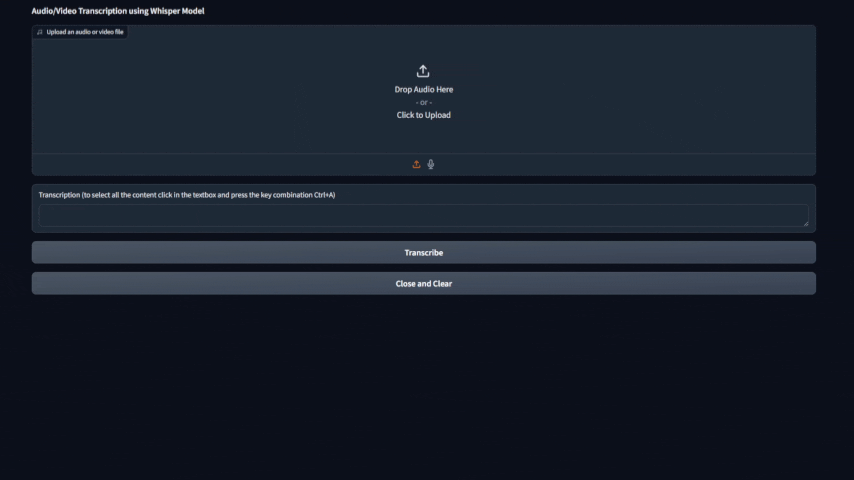 Audio/Video Transcription using Whisper Model
Upload an audio or video file
Drop Audio Here
- or -
Click to Upload
Transcription (to select all the content click in the textbox and press the key combination Ctrl+A)
Transcribe
Close and Clear